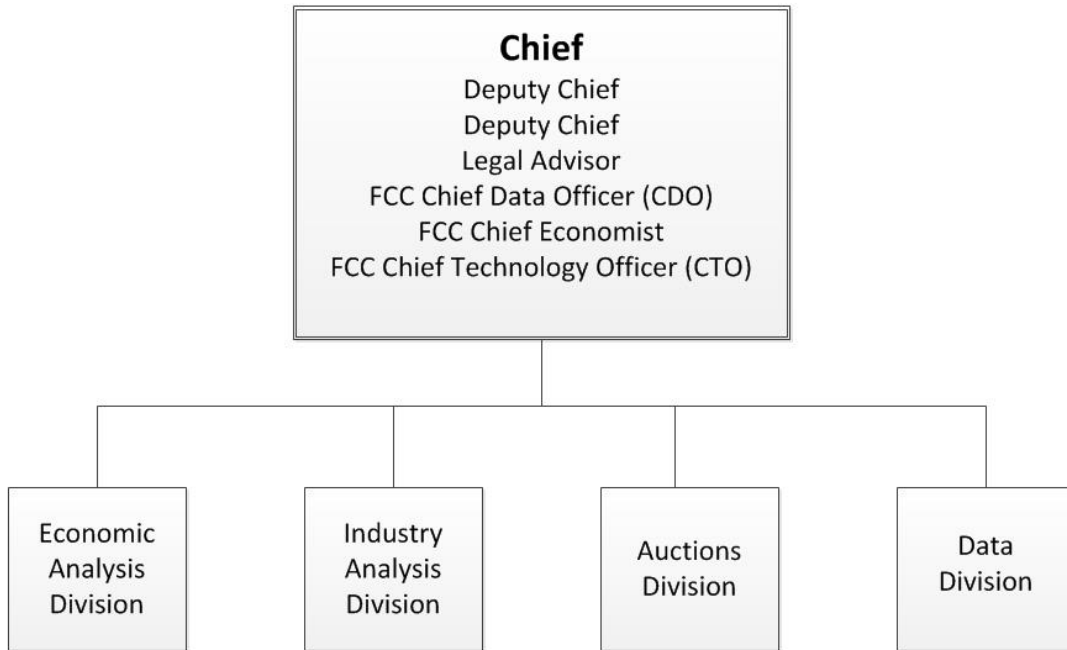 Chief
Deputy Chief
Deputy Chief
Legal Advisor
FCC Chief Data Officer (CDO)
FCC Chief Economist
FCC Chief Technology Officer (CTO)
Economic
Analysis
Division
Industry
Analysis
Division
Auctions
Division
Data
Division